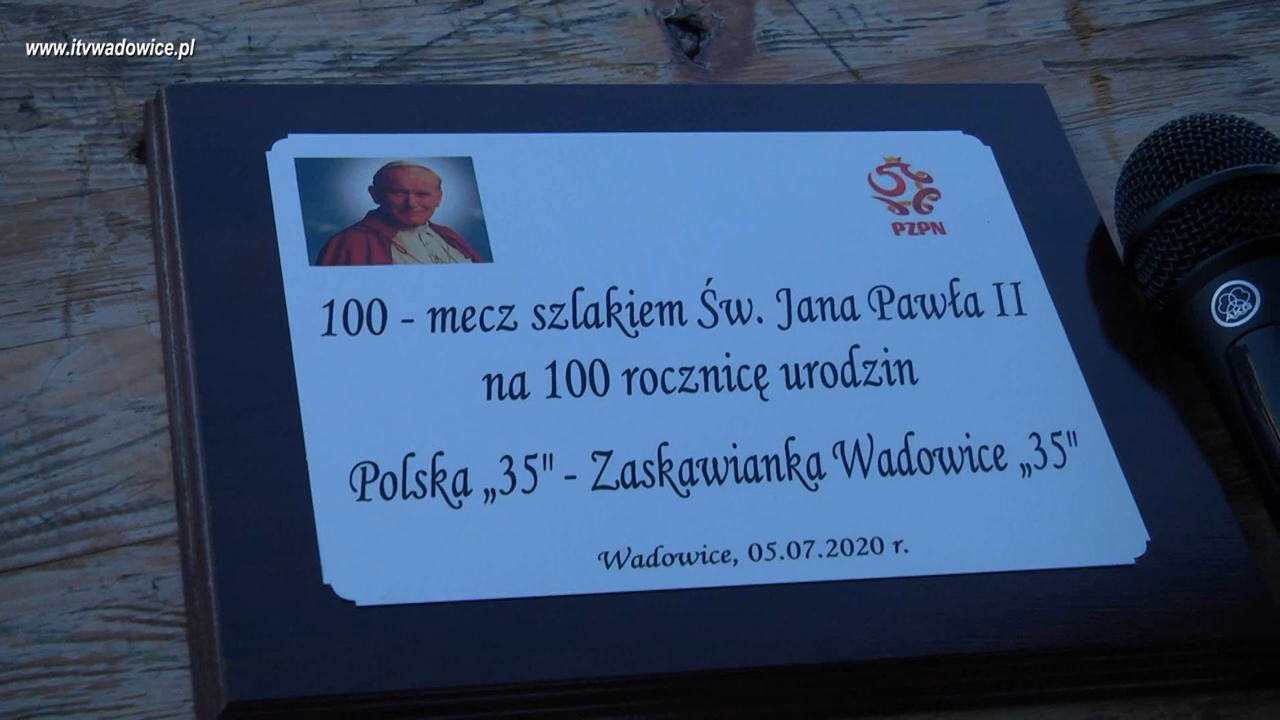 www.itvwadowice.pl
PZPN
100 - mecz szlakiem Św. Jana Pawła II
na 100 rocznicę urodzin
Polska „35" - Zaskawianka Wadowice „35"
Wadowice, 05.07.2020 r.
AKG